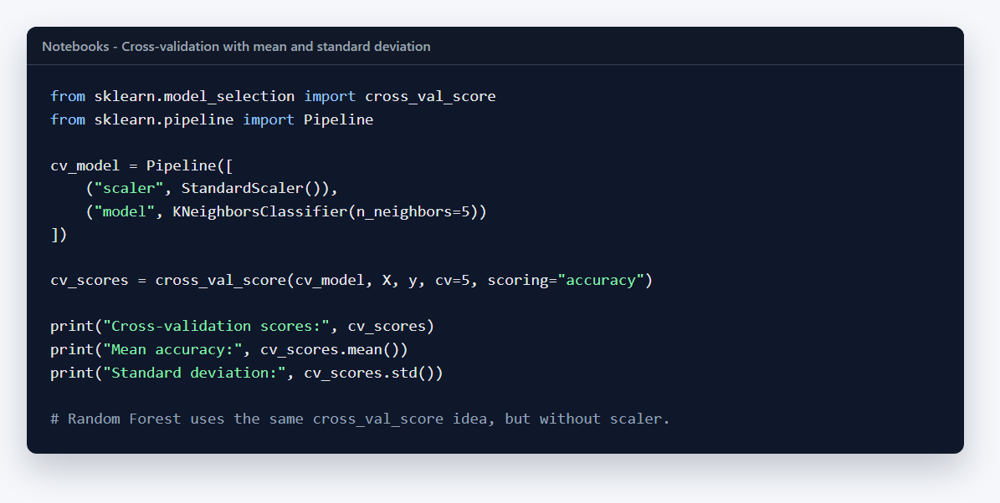 Notebooks - Cross-validation with mean and standard deviation
from sklearn.model_selection import cross_val_score
from sklearn.pipeline import Pipeline
cv_model = Pipeline([
    ("scaler", StandardScaler()),
    ("model", KNeighborsClassifier(n_neighbors=5))
])
cv_scores = cross_val_score(cv_model, X, y, cv=5, scoring="accuracy")
print("Cross-validation scores:", cv_scores)
print("Mean accuracy:", cv_scores.mean())
print("Standard deviation:", cv_scores.std())
# Random Forest uses the same cross_val_score idea, but without scaler.